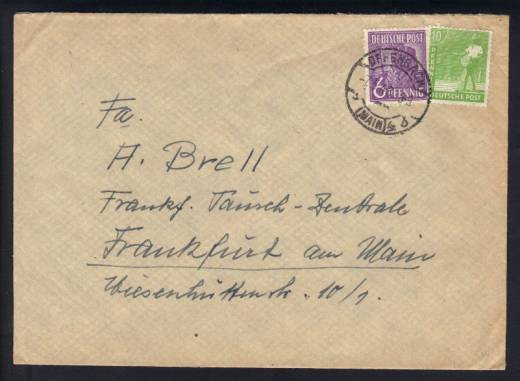 DEUTSCHE POST
6 PFENNIG
10
DEUTSCHE POST
OFFENBACH
(MAIN) 4 d
Fa.
A. Brell
Frankf. Tausch-Zentrale
Frankfurt am Main
Wiesenhüttenstr. 10/1.